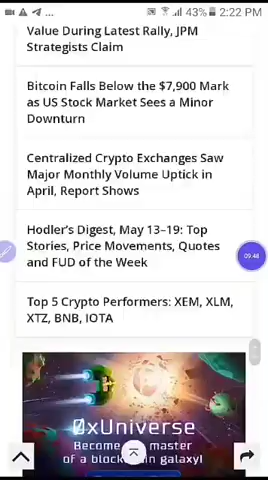 43% 2:22 PM
Value During Latest Rally, JPM
Strategists Claim
Bitcoin Falls Below the $7,900 Mark
as US Stock Market Sees a Minor
Downturn
Centralized Crypto Exchanges Saw
Major Monthly Volume Uptick in
April, Report Shows
Hodler's Digest, May 13–19: Top
Stories, Price Movements, Quotes
and FUD of the Week
09:48
Top 5 Crypto Performers: XEM, XLM,
XTZ, BNB, IOTA
0xUniverse
Become master
of a blockchain galaxy!